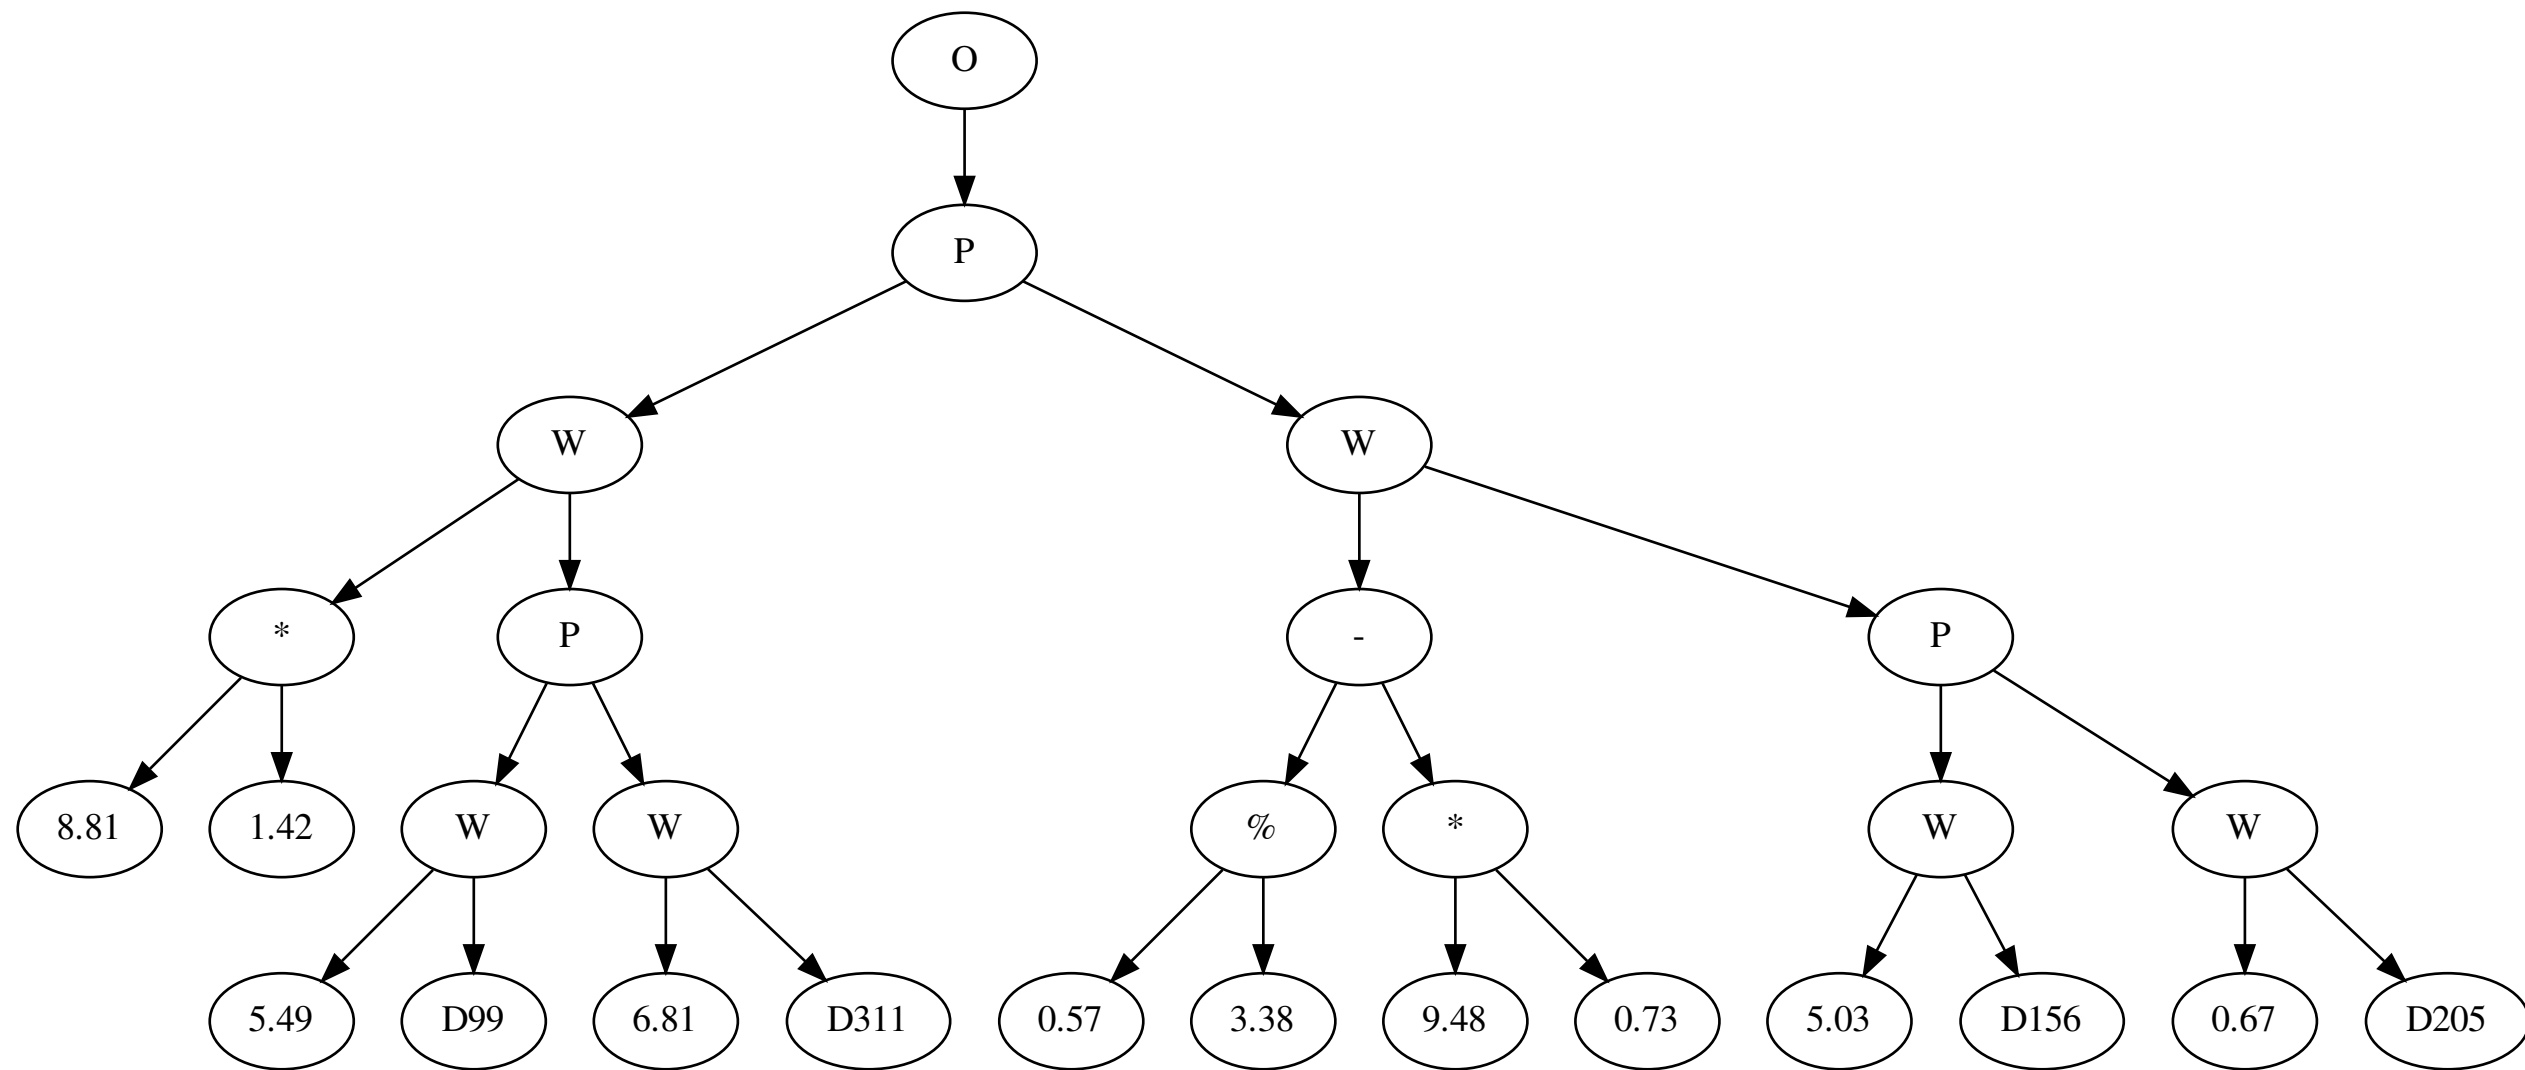 O
P
W W
* P - P
8.81 1.42 W W % * W W
5.49 D99 6.81 D311 0.57 3.38 9.48 0.73 5.03 D156 0.67 D205